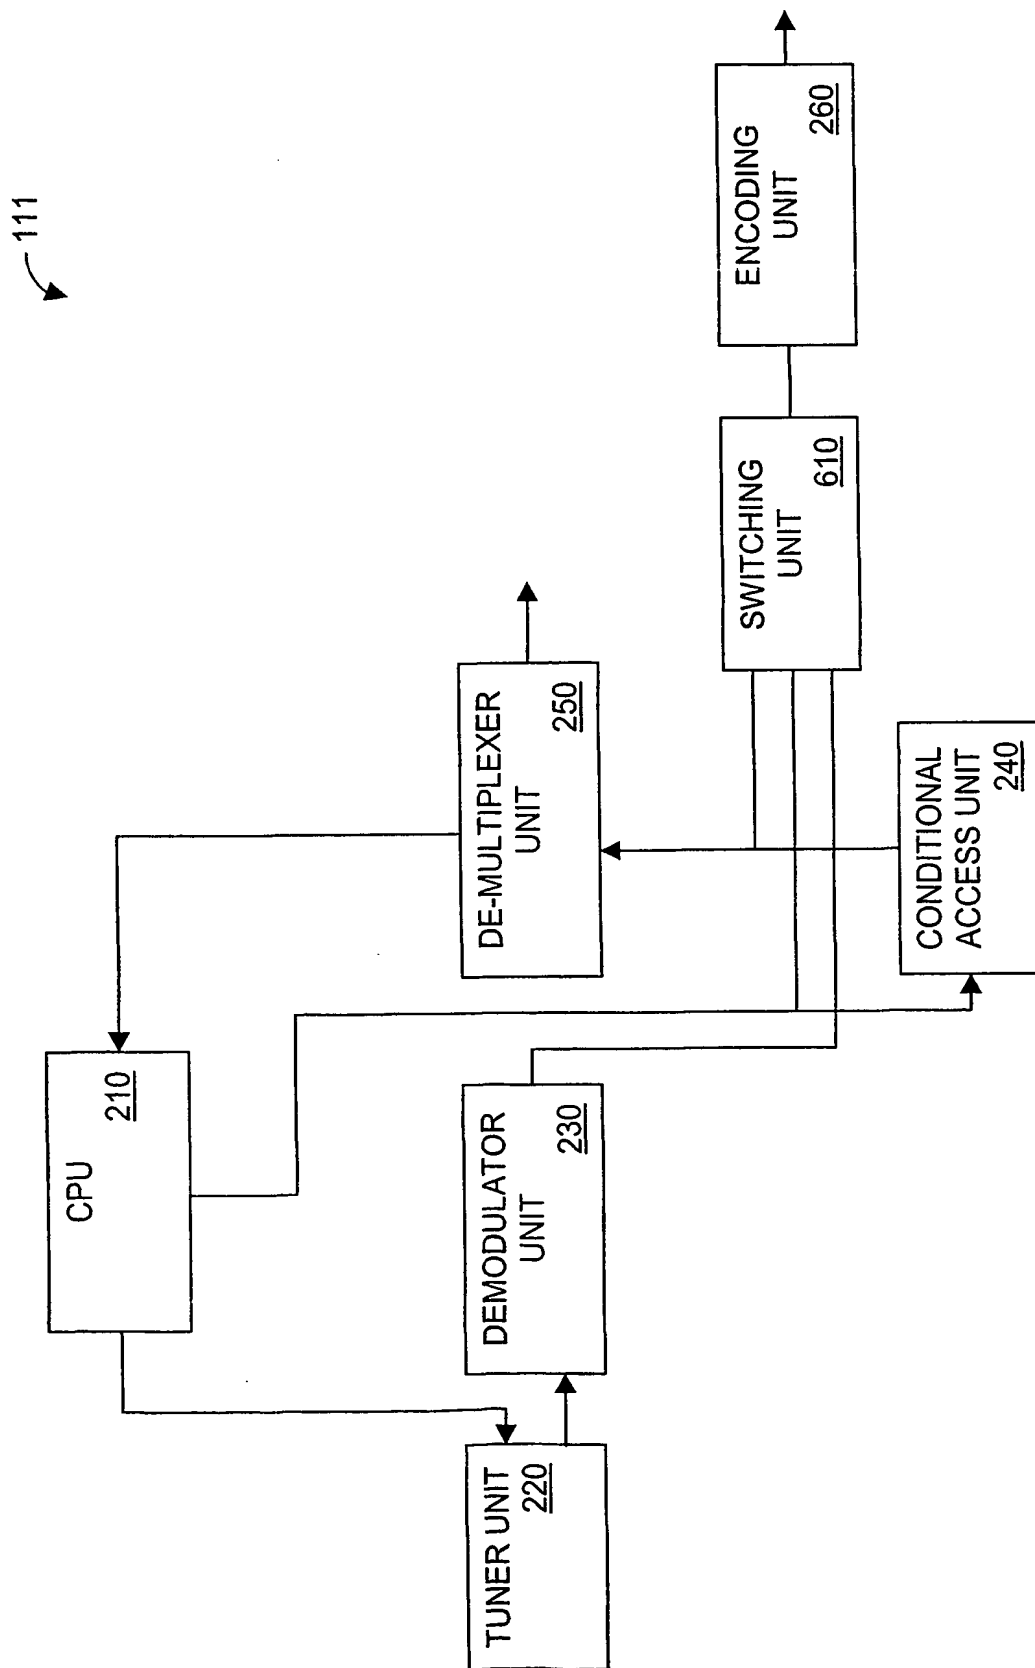 111
CPU
210
TUNER UNIT
220
DEMODULATOR
UNIT
230
DE-MULTIPLEXER
UNIT
250
CONDITIONAL
ACCESS UNIT
240
SWITCHING
UNIT
610
ENCODING
UNIT
260